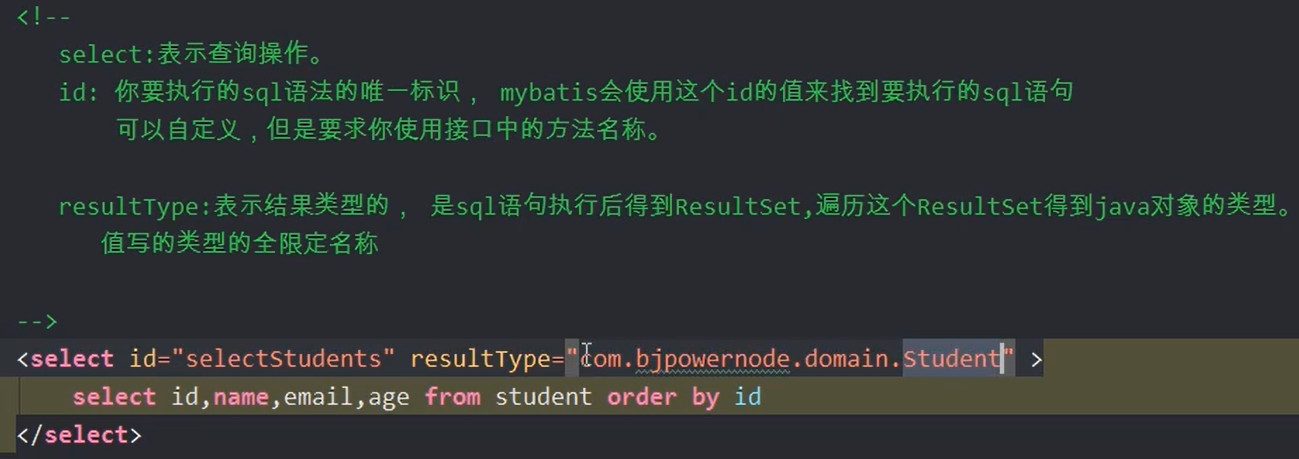 <!--
select:表示查询操作。
id: 你要执行的sql语法的唯一标识， mybatis会使用这个id的值来找到要执行的sql语句
可以自定义，但是要求你使用接口中的方法名称。
resultType:表示结果类型的， 是sql语句执行后得到ResultSet,遍历这个ResultSet得到java对象的类型。
值写的类型的全限定名称
-->
<select id="selectStudents" resultType="com.bjpowernode.domain.Student" >
select id,name,email,age from student order by id
</select>